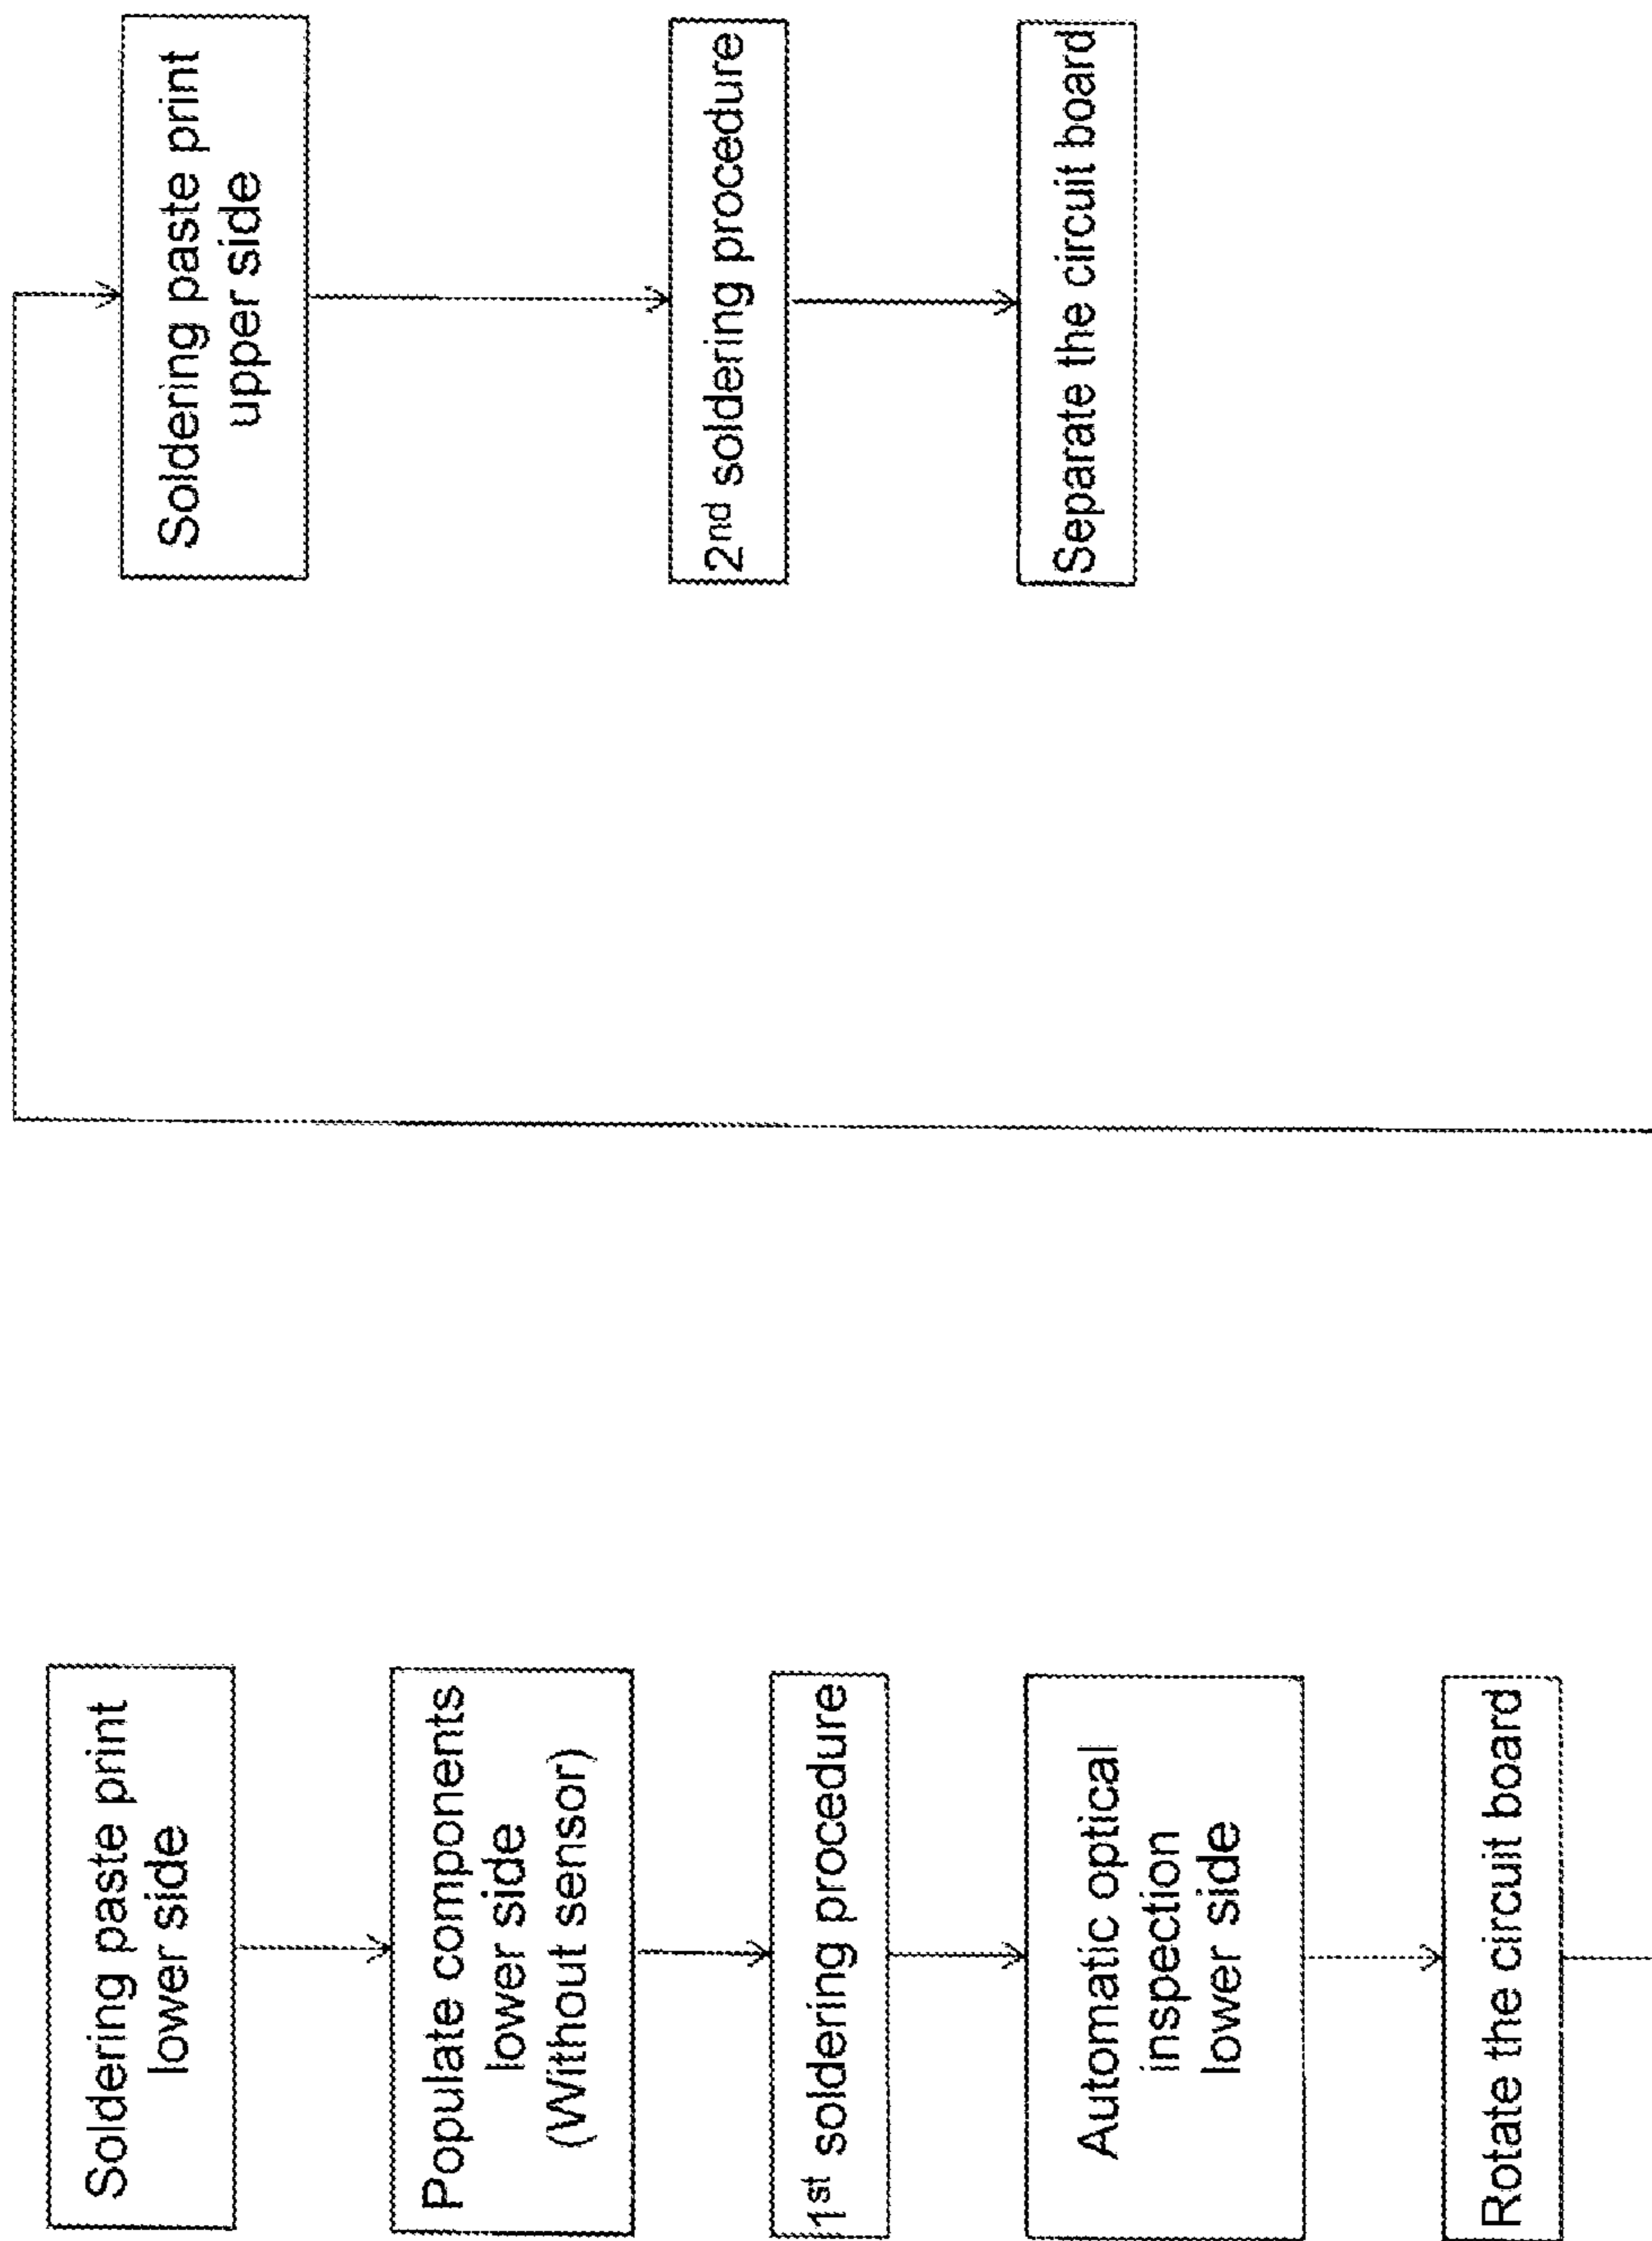 Soldering paste print
lower side
Populate components
lower side
(Without sensor)
1st soldering procedure
Automatic optical
inspection
lower side
Rotate the circuit board
Soldering paste print
upper side
2nd soldering procedure
Separate the circuit board